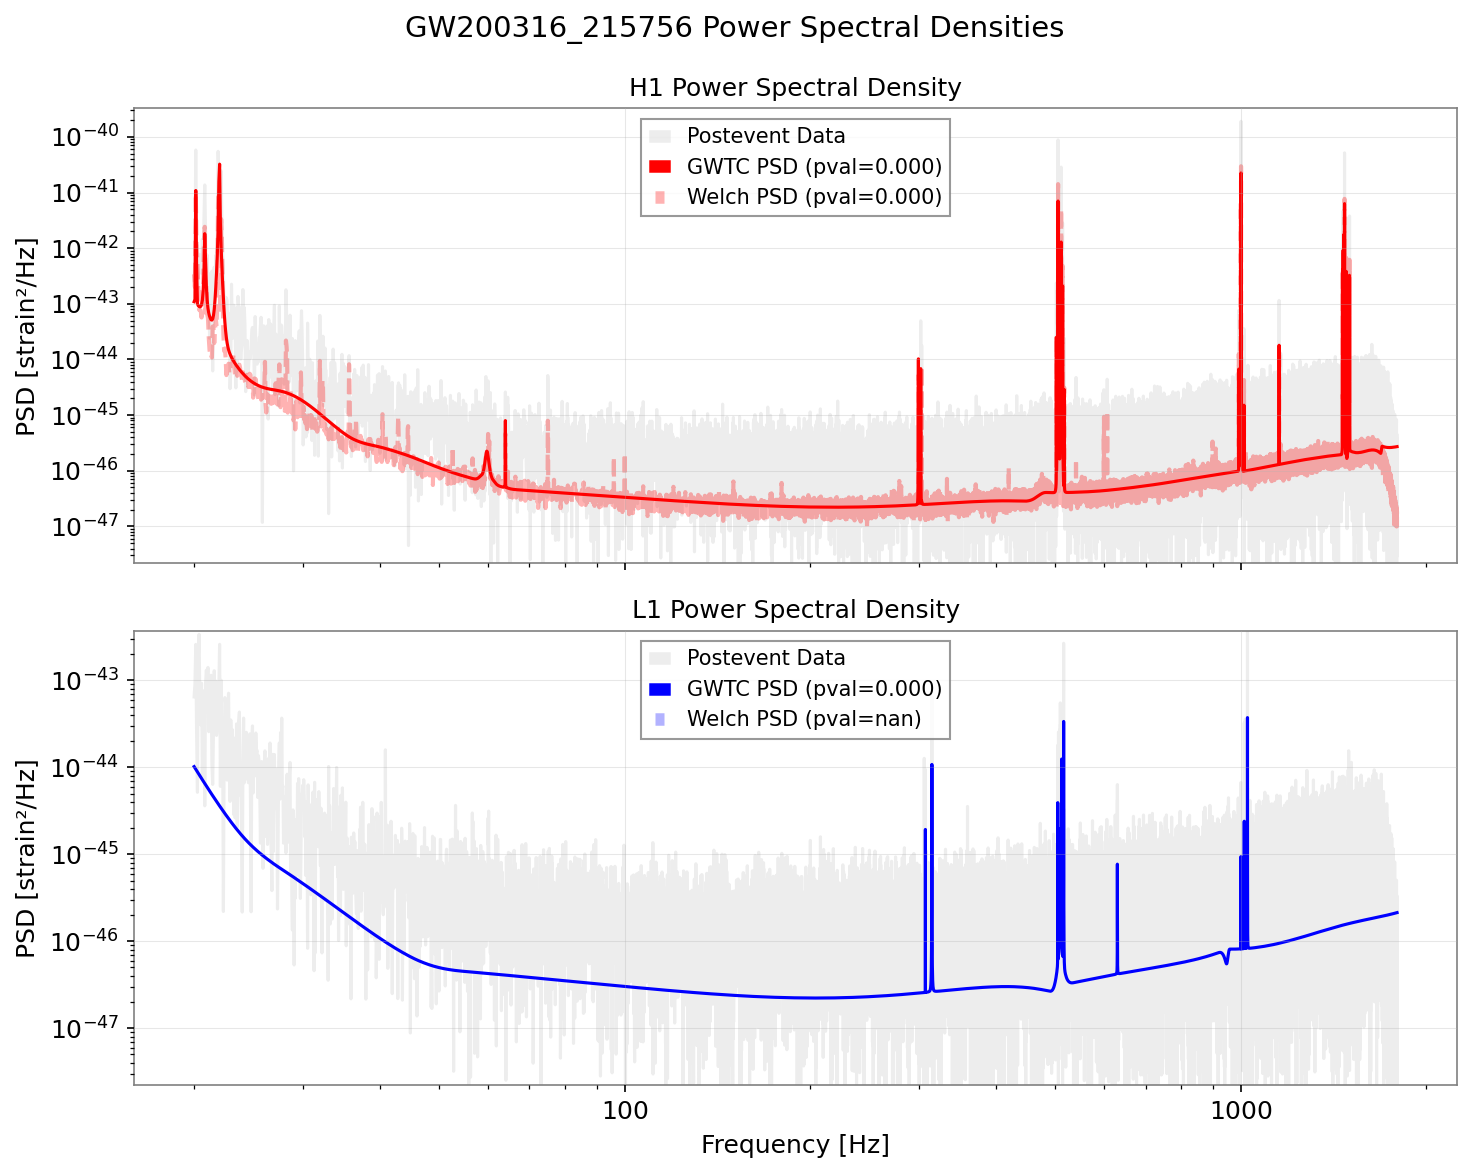 GW200316_215756 Power Spectral Densities
H1 Power Spectral Density
PSD [strain²/Hz]
10⁻⁴⁰
10⁻⁴¹
10⁻⁴²
10⁻⁴³
10⁻⁴⁴
10⁻⁴⁵
10⁻⁴⁶
10⁻⁴⁷
Postevent Data
GWTC PSD (pval=0.000)
Welch PSD (pval=0.000)
L1 Power Spectral Density
PSD [strain²/Hz]
10⁻⁴³
10⁻⁴⁴
10⁻⁴⁵
10⁻⁴⁶
10⁻⁴⁷
Postevent Data
GWTC PSD (pval=0.000)
Welch PSD (pval=nan)
100 1000
Frequency [Hz]